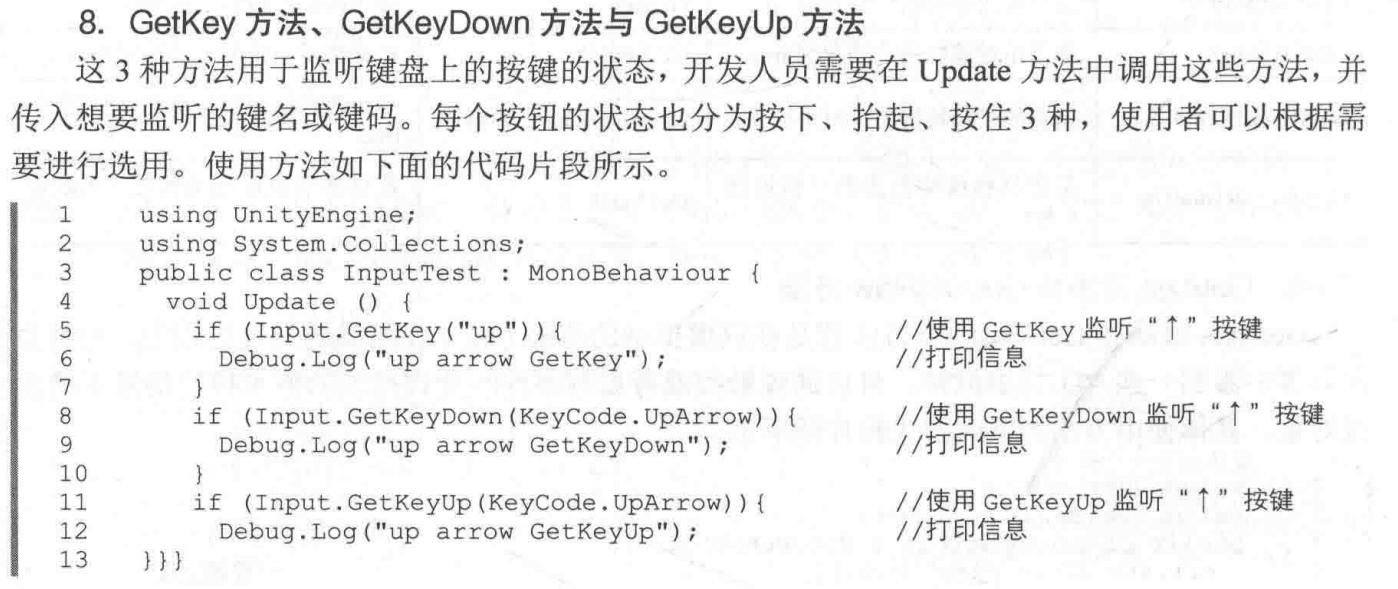 8. GetKey 方法、GetKeyDown 方法与 GetKeyUp 方法
这 3 种方法用于监听键盘上的按键的状态，开发人员需要在 Update 方法中调用这些方法，并
传入想要监听的键名或键码。每个按钮的状态也分为按下、抬起、按住 3 种，使用者可以根据需
要进行选用。使用方法如下面的代码片段所示。
1 using UnityEngine;
2 using System.Collections;
3 public class InputTest : MonoBehaviour {
4 void Update () {
5 if (Input.GetKey("up")){ //使用 GetKey 监听“↑”按键
6 Debug.Log("up arrow GetKey"); //打印信息
7 }
8 if (Input.GetKeyDown(KeyCode.UpArrow)){ //使用 GetKeyDown 监听“↑”按键
9 Debug.Log("up arrow GetKeyDown"); //打印信息
10 }
11 if (Input.GetKeyUp(KeyCode.UpArrow)){ //使用 GetKeyUp 监听“↑”按键
12 Debug.Log("up arrow GetKeyUp"); //打印信息
13 }}}